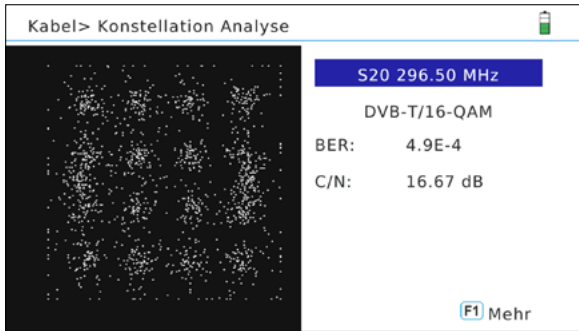 Kabel> Konstellation Analyse
S20 296.50 MHz
DVB-T/16-QAM
BER: 4.9E-4
C/N: 16.67 dB
F1 Mehr